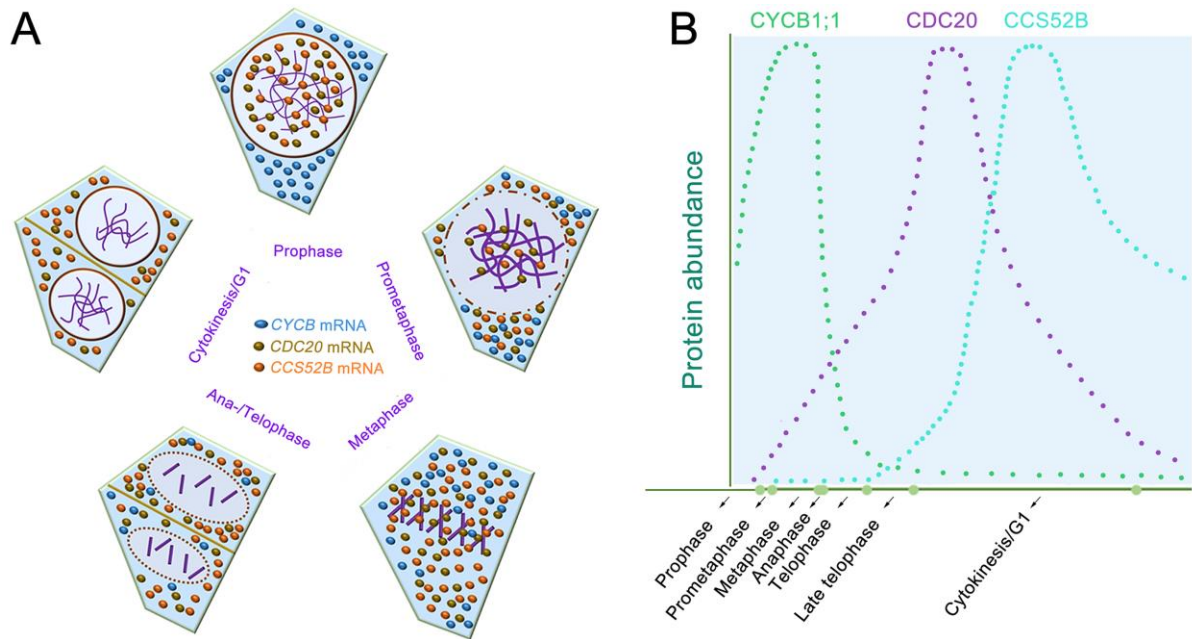 A
Prophase
Prometaphase
Cytokinesis/G1
CYCB mRNA
CDC20 mRNA
CCS52B mRNA
Ana-/Telophase
Metaphase
B
CYCB1;1 CDC20 CCS52B
Protein abundance
Prophase
Prometaphase
Metaphase
Anaphase
Telophase
Late telophase
Cytokinesis/G1